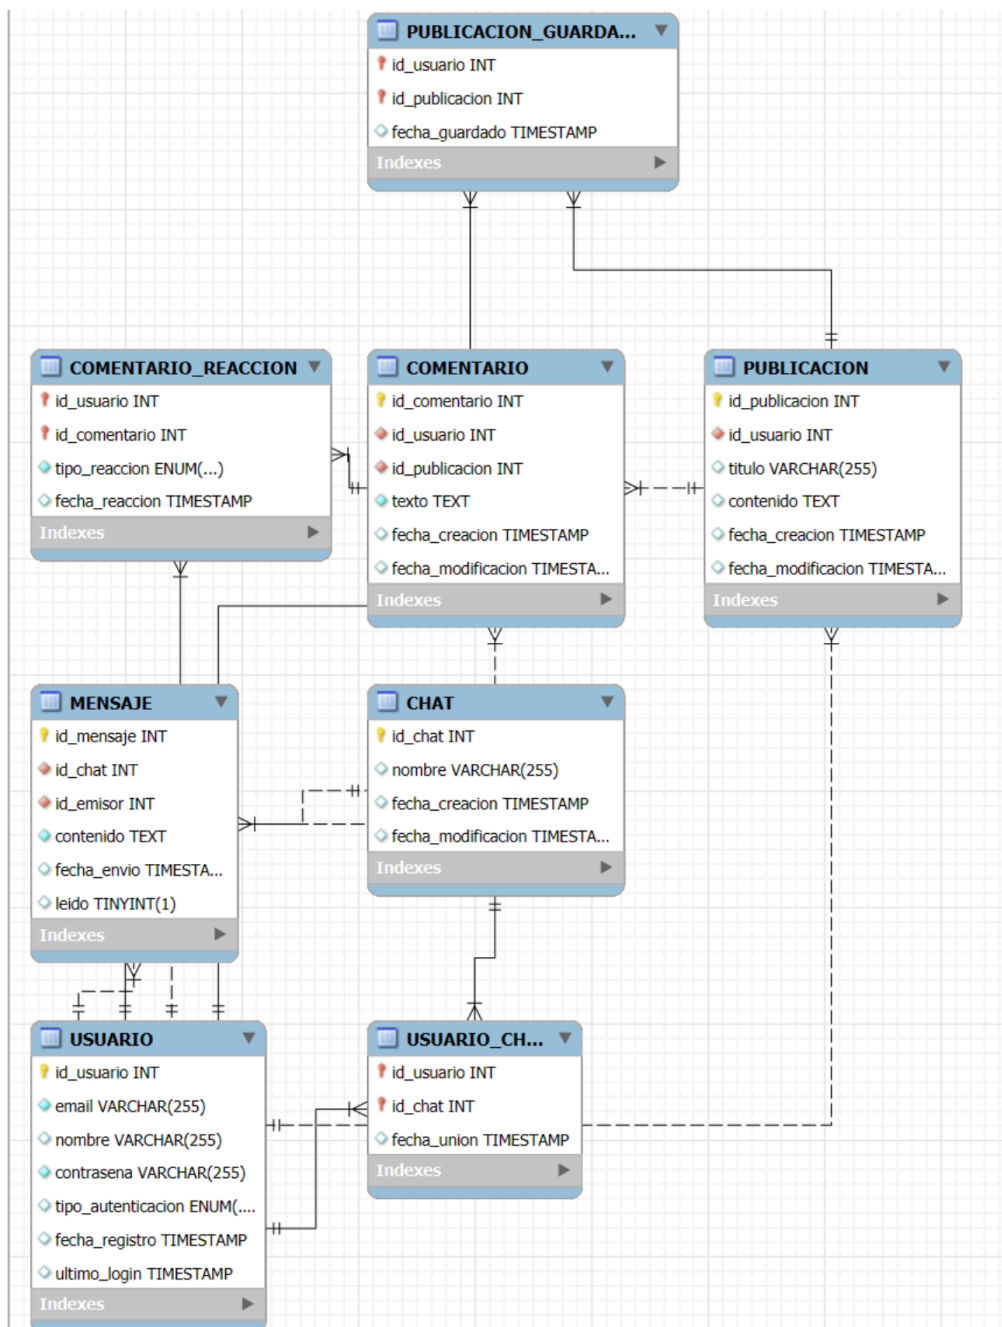 PUBLICACION_GUARDA...
id_usuario INT
id_publicacion INT
fecha_guardado TIMESTAMP
Indexes
COMENTARIO_REACCION
id_usuario INT
id_comentario INT
tipo_reaccion ENUM(...)
fecha_reaccion TIMESTAMP
Indexes
COMENTARIO
id_comentario INT
id_usuario INT
id_publicacion INT
texto TEXT
fecha_creacion TIMESTAMP
fecha_modificacion TIMESTA...
Indexes
PUBLICACION
id_publicacion INT
id_usuario INT
titulo VARCHAR(255)
contenido TEXT
fecha_creacion TIMESTAMP
fecha_modificacion TIMESTA...
Indexes
MENSAJE
id_mensaje INT
id_chat INT
id_emisor INT
contenido TEXT
fecha_envio TIMESTA...
leido TINYINT(1)
Indexes
CHAT
id_chat INT
nombre VARCHAR(255)
fecha_creacion TIMESTAMP
fecha_modificacion TIMESTA...
Indexes
USUARIO
id_usuario INT
email VARCHAR(255)
nombre VARCHAR(255)
contrasena VARCHAR(255)
tipo_autenticacion ENUM(....
fecha_registro TIMESTAMP
ultimo_login TIMESTAMP
Indexes
USUARIO_CH...
id_usuario INT
id_chat INT
fecha_union TIMESTAMP
Indexes